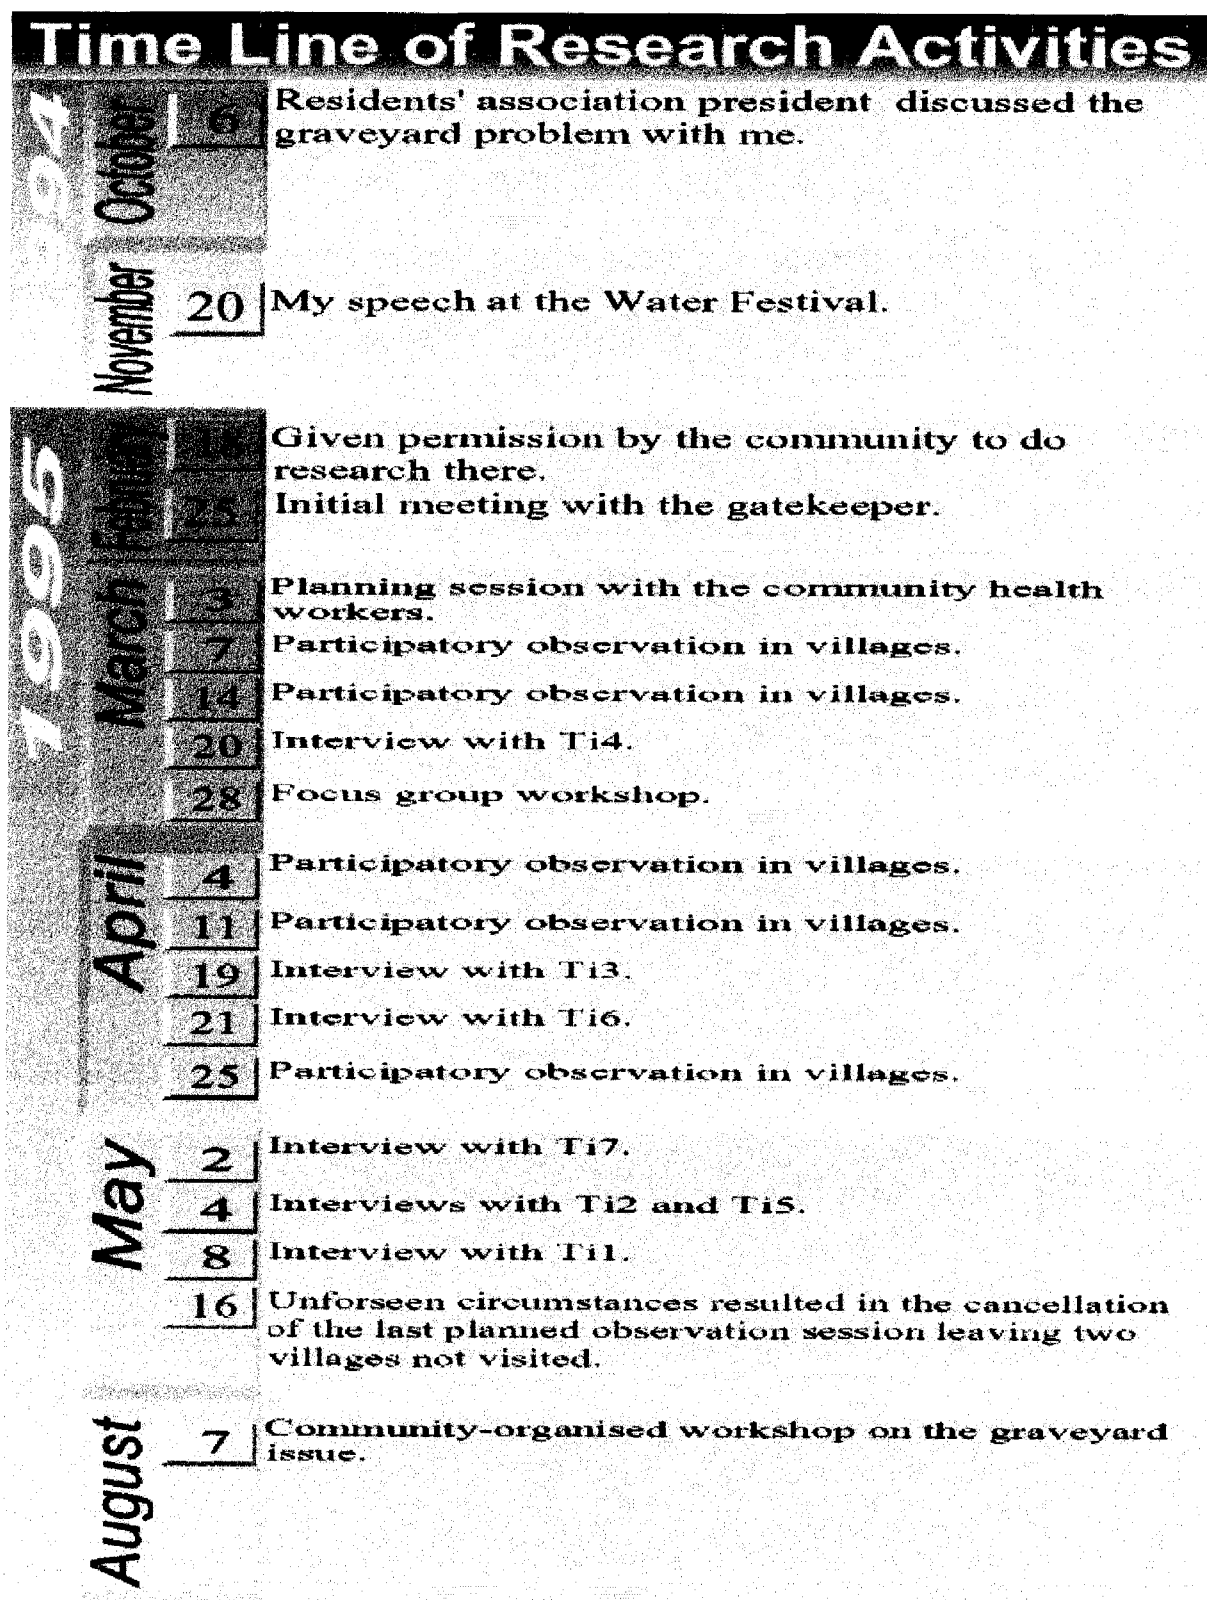 Time Line of Research Activities
October
6
Residents' association president discussed the
graveyard problem with me.
November
20
My speech at the Water Festival.
1995
February
Given permission by the community to do
research there.
25
Initial meeting with the gatekeeper.
March
3
Planning session with the community health
workers.
7
Participatory observation in villages.
14
Participatory observation in villages.
20
Interview with Ti4.
28
Focus group workshop.
April
4
Participatory observation in villages.
11
Participatory observation in villages.
19
Interview with Ti3.
21
Interview with Ti6.
25
Participatory observation in villages.
May
2
Interview with Ti7.
4
Interviews with Ti2 and Ti5.
8
Interview with Ti1.
16
Unforseen circumstances resulted in the cancellation
of the last planned observation session leaving two
villages not visited.
August
7
Community-organised workshop on the graveyard
issue.